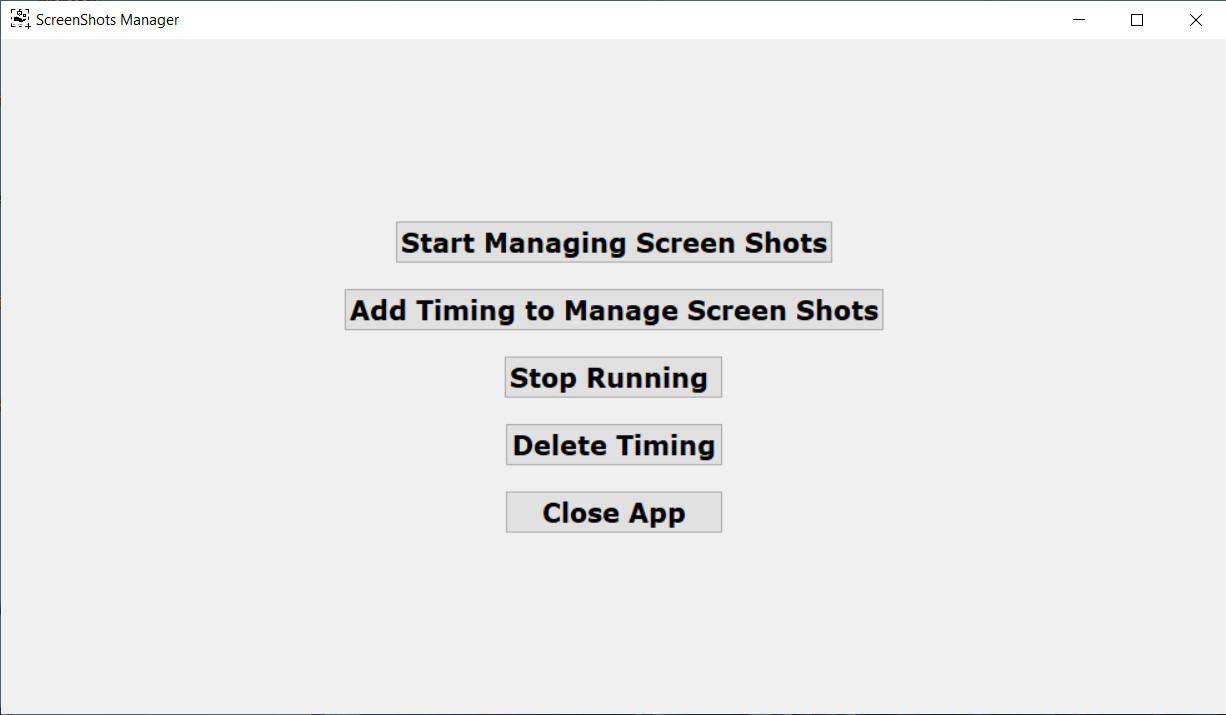 ScreenShots Manager
Start Managing Screen Shots
Add Timing to Manage Screen Shots
Stop Running
Delete Timing
Close App